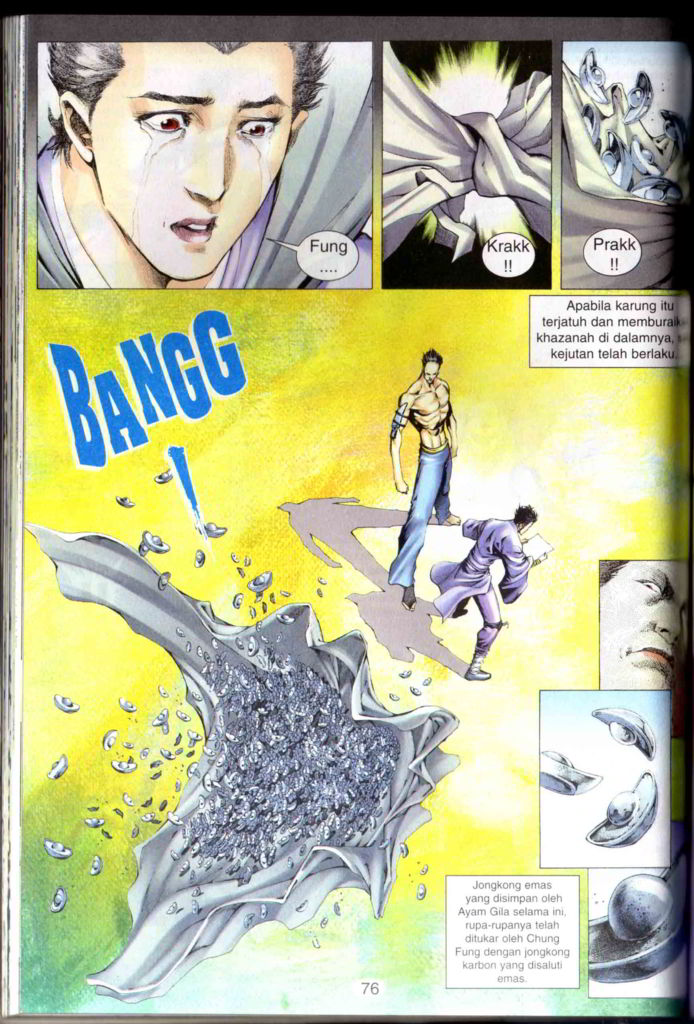 Fung
....
Krakk
!!
Prakk
!!
Apabila karung itu
terjatuh dan memburaik
khazanah di dalamnya,
kejutan telah berlaku.
BANGG
!
Jongkong emas
yang disimpan oleh
Ayam Gila selama ini,
rupa-rupanya telah
ditukar oleh Chung
Fung dengan jongkong
karbon yang disaluti
emas.
76